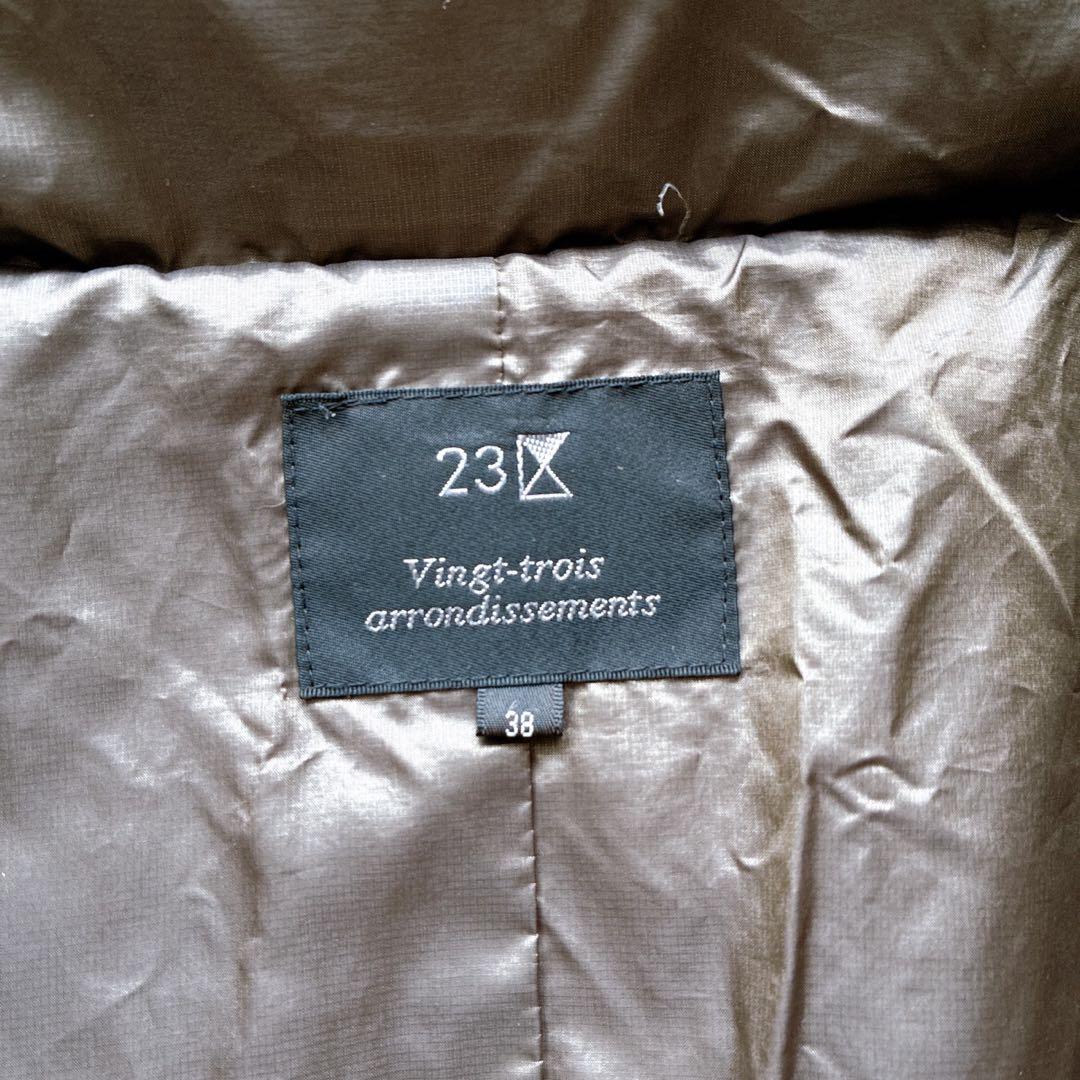 23
Vingt-trois
arrondissements
38